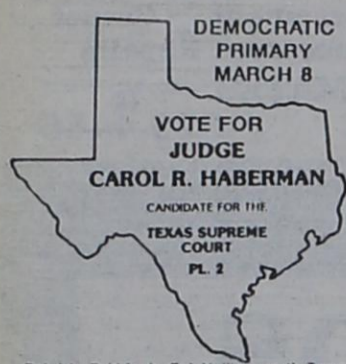 DEMOCRATIC
PRIMARY
MARCH 8
VOTE FOR
JUDGE
CAROL R. HABERMAN
CANDIDATE FOR THE
TEXAS SUPREME
COURT
PL. 2